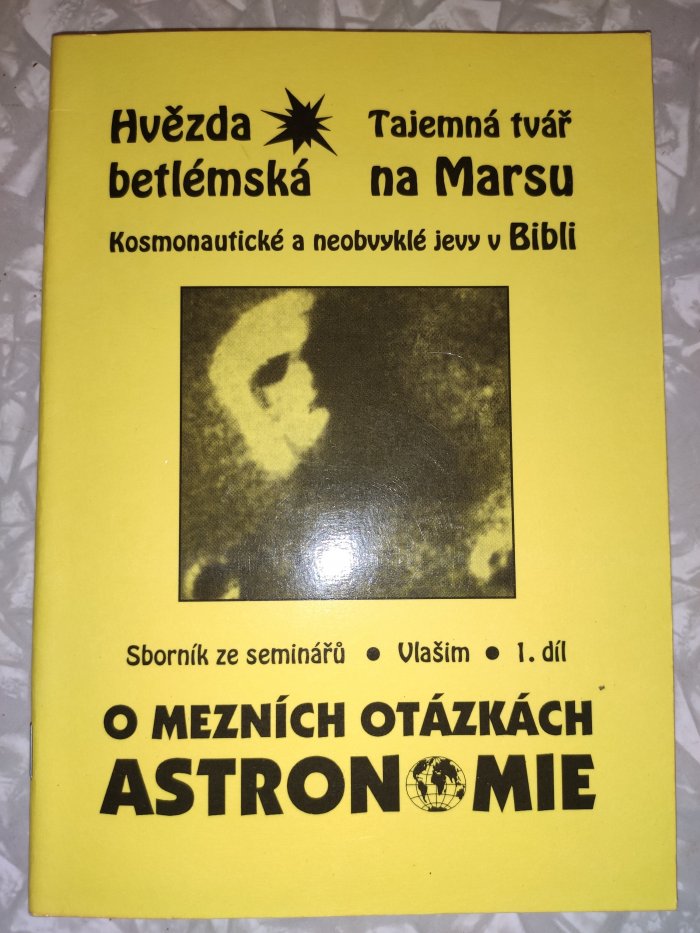 Hvězda
betlémská
Tajemná tvář
na Marsu
Kosmonautické a neobvyklé jevy v Bibli
Sborník ze seminářů • Vlašim • 1. díl
O MEZNÍCH OTÁZKÁCH
ASTRONOMIE